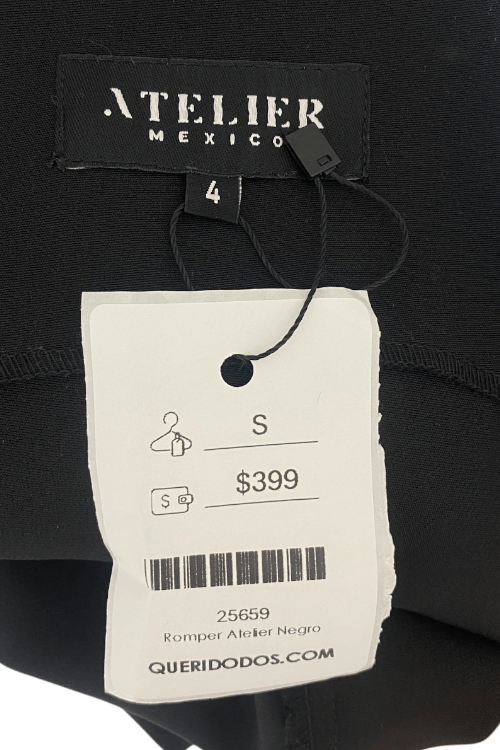 ATELIER
MEXICO
4
S
$
$399
25659
Romper Atelier Negro
QUERIDODOS.COM